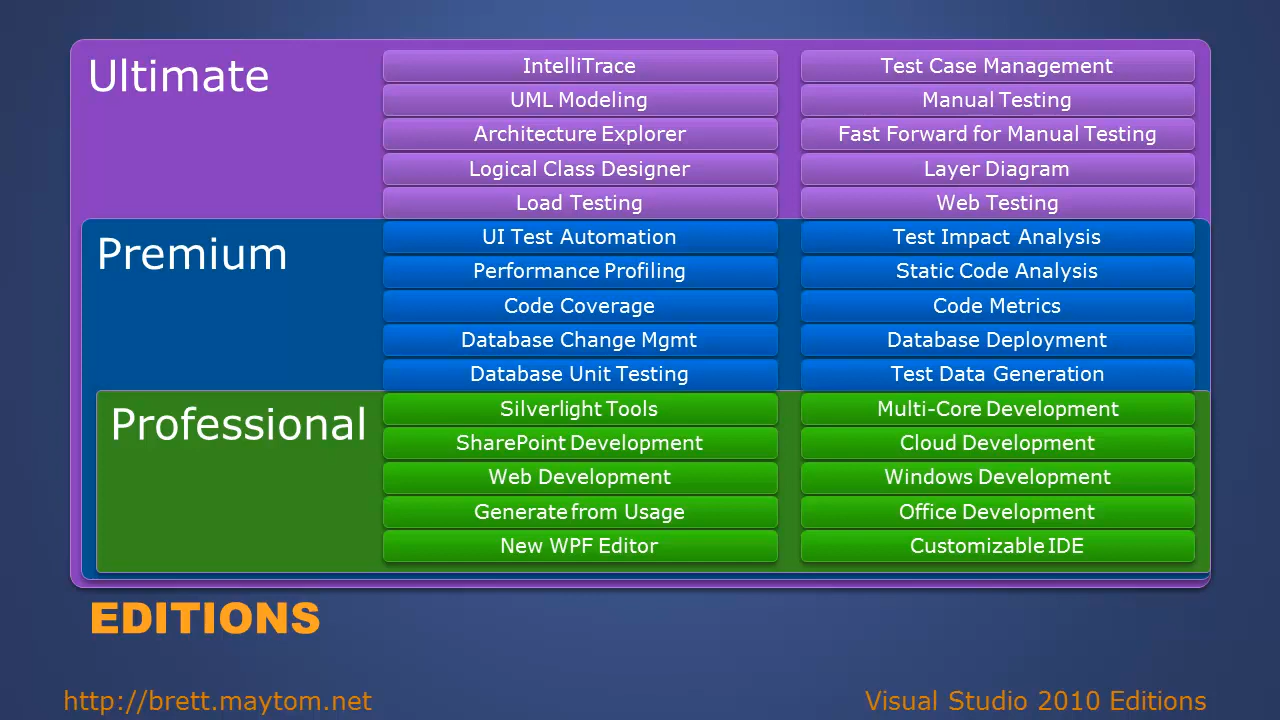 Ultimate
IntelliTrace
Test Case Management
UML Modeling
Manual Testing
Architecture Explorer
Fast Forward for Manual Testing
Logical Class Designer
Layer Diagram
Load Testing
Web Testing
Premium
UI Test Automation
Test Impact Analysis
Performance Profiling
Static Code Analysis
Code Coverage
Code Metrics
Database Change Mgmt
Database Deployment
Database Unit Testing
Test Data Generation
Professional
Silverlight Tools
Multi-Core Development
SharePoint Development
Cloud Development
Web Development
Windows Development
Generate from Usage
Office Development
New WPF Editor
Customizable IDE
EDITIONS
http://brett.maytom.net
Visual Studio 2010 Editions